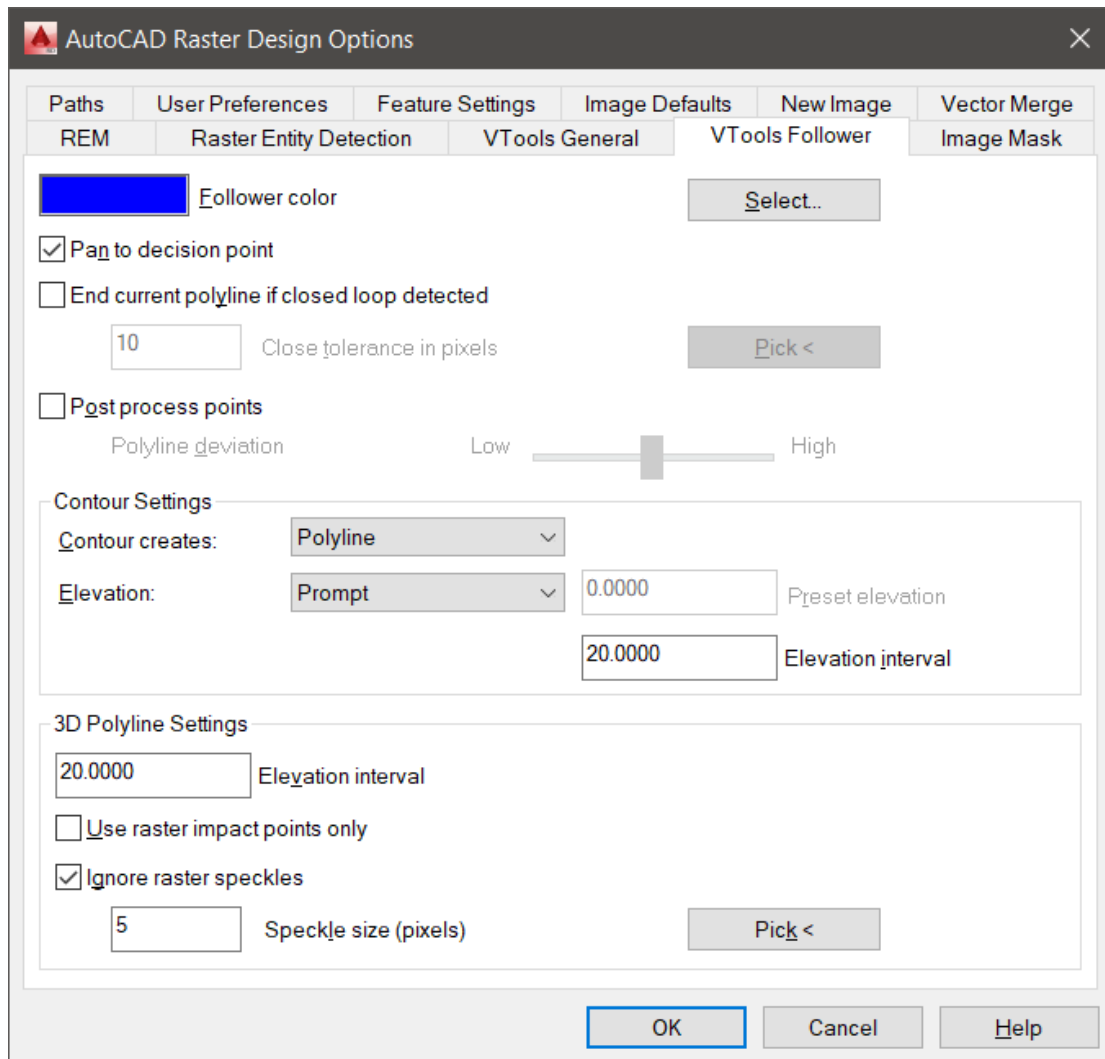 AutoCAD Raster Design Options
Paths User Preferences Feature Settings Image Defaults New Image Vector Merge
REM Raster Entity Detection VTools General VTools Follower Image Mask
Follower color Select...
Pan to decision point
End current polyline if closed loop detected
10 Close tolerance in pixels Pick <
Post process points
Polyline deviation Low High
Contour Settings
Contour creates: Polyline
Elevation: Prompt 0.0000 Preset elevation
20.0000 Elevation interval
3D Polyline Settings
20.0000 Elevation interval
Use raster impact points only
Ignore raster speckles
5 Speckle size (pixels) Pick <
OK Cancel Help